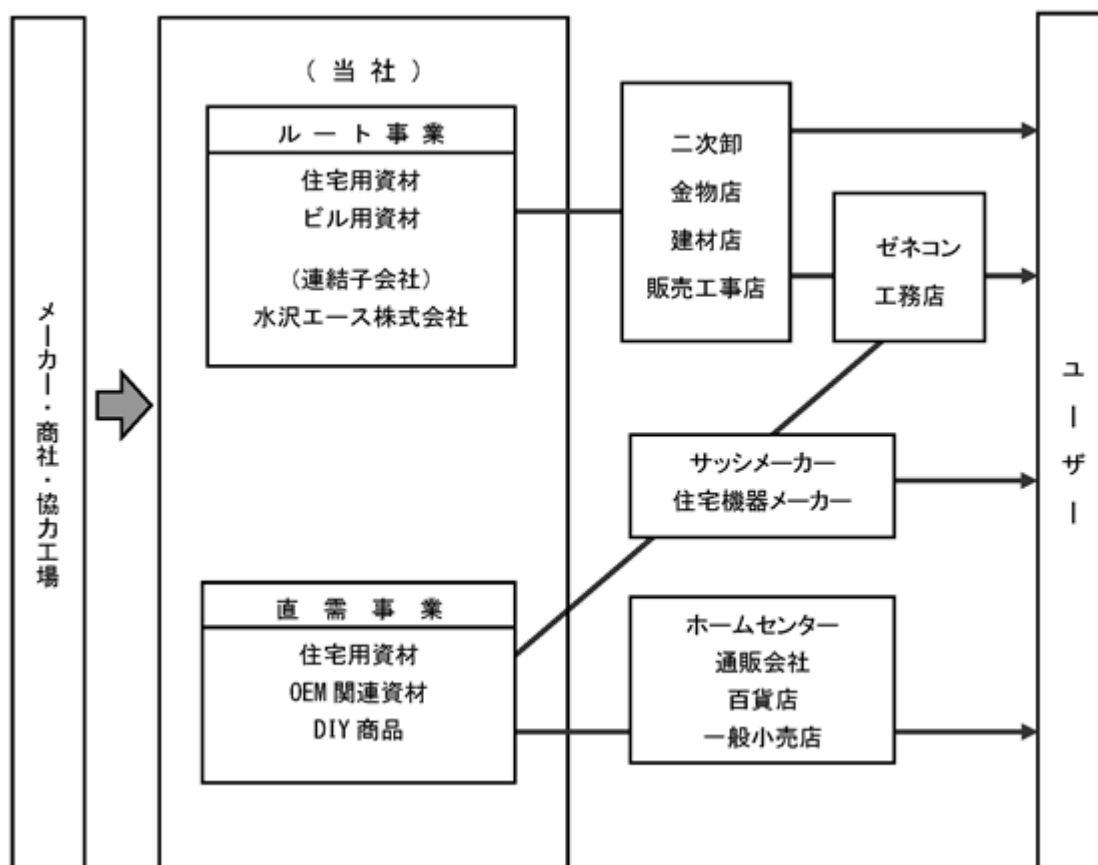 メーカー・商社・協力工場
(当社)
ルート事業
住宅用資材
ビル用資材
(連結子会社)
水沢エース株式会社
直需事業
住宅用資材
OEM関連資材
DIY商品
二次卸
金物店
建材店
販売工事店
ゼネコン
工務店
サッシメーカー
住宅機器メーカー
ホームセンター
通販会社
百貨店
一般小売店
ユーザー